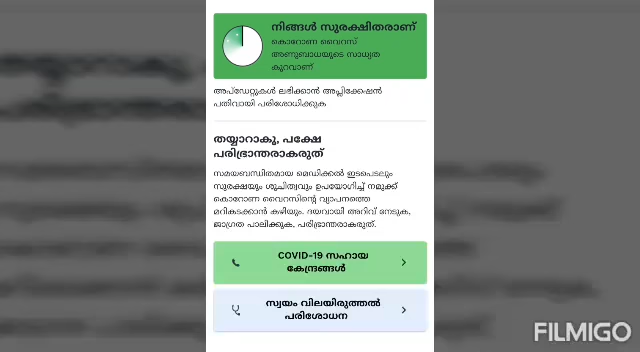 നിങ്ങൾ സുരക്ഷിതരാണ്
കൊറോണ വൈറസ്
അണുബാധയുടെ സാധ്യത
കുറവാണ്
അപ്ഡേറ്റുകൾ ലഭിക്കാൻ അപ്ലിക്കേഷൻ
പതിവായി പരിശോധിക്കുക
തയ്യാറാകൂ, പക്ഷേ
പരിഭ്രാന്തരാകരുത്
സമയബന്ധിതമായ മെഡിക്കൽ ഇടപെടലും
സുരക്ഷയും ശുചിത്വവും ഉപയോഗിച്ച് നമുക്ക്
കൊറോണ വൈറസിന്റെ വ്യാപനത്തെ
മറികടക്കാൻ കഴിയും. ദയവായി അറിവ് നേടുക,
ജാഗ്രത പാലിക്കുക, പരിഭ്രാന്തരാകരുത്.
COVID-19 സഹായ
കേന്ദ്രങ്ങൾ
സ്വയം വിലയിരുത്തൽ
പരിശോധന
FILMIGO